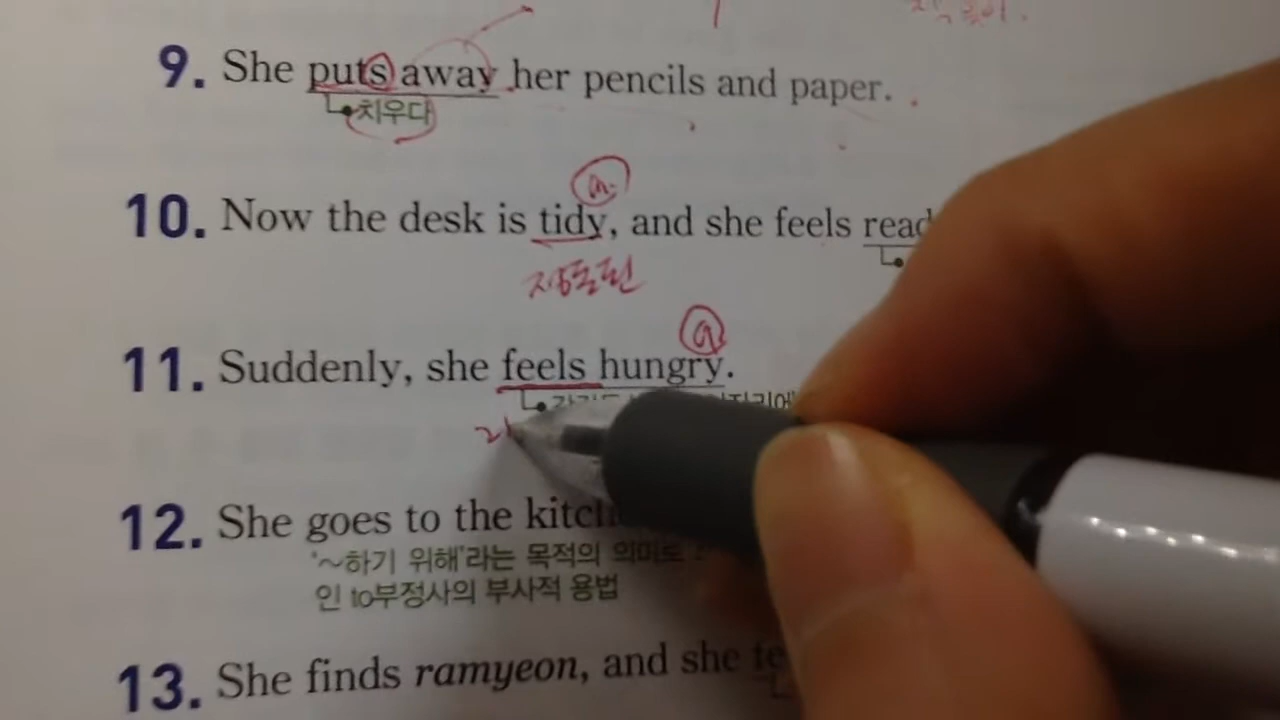 9. She puts away her pencils and paper.
치우다
a.
10. Now the desk is tidy, and she feels read
정돈된
a
11. Suddenly, she feels hungry.
12. She goes to the kitch
'~하기 위해'라는 목적의 의미로
인 to부정사의 부사적 용법
13. She finds ramyeon, and she